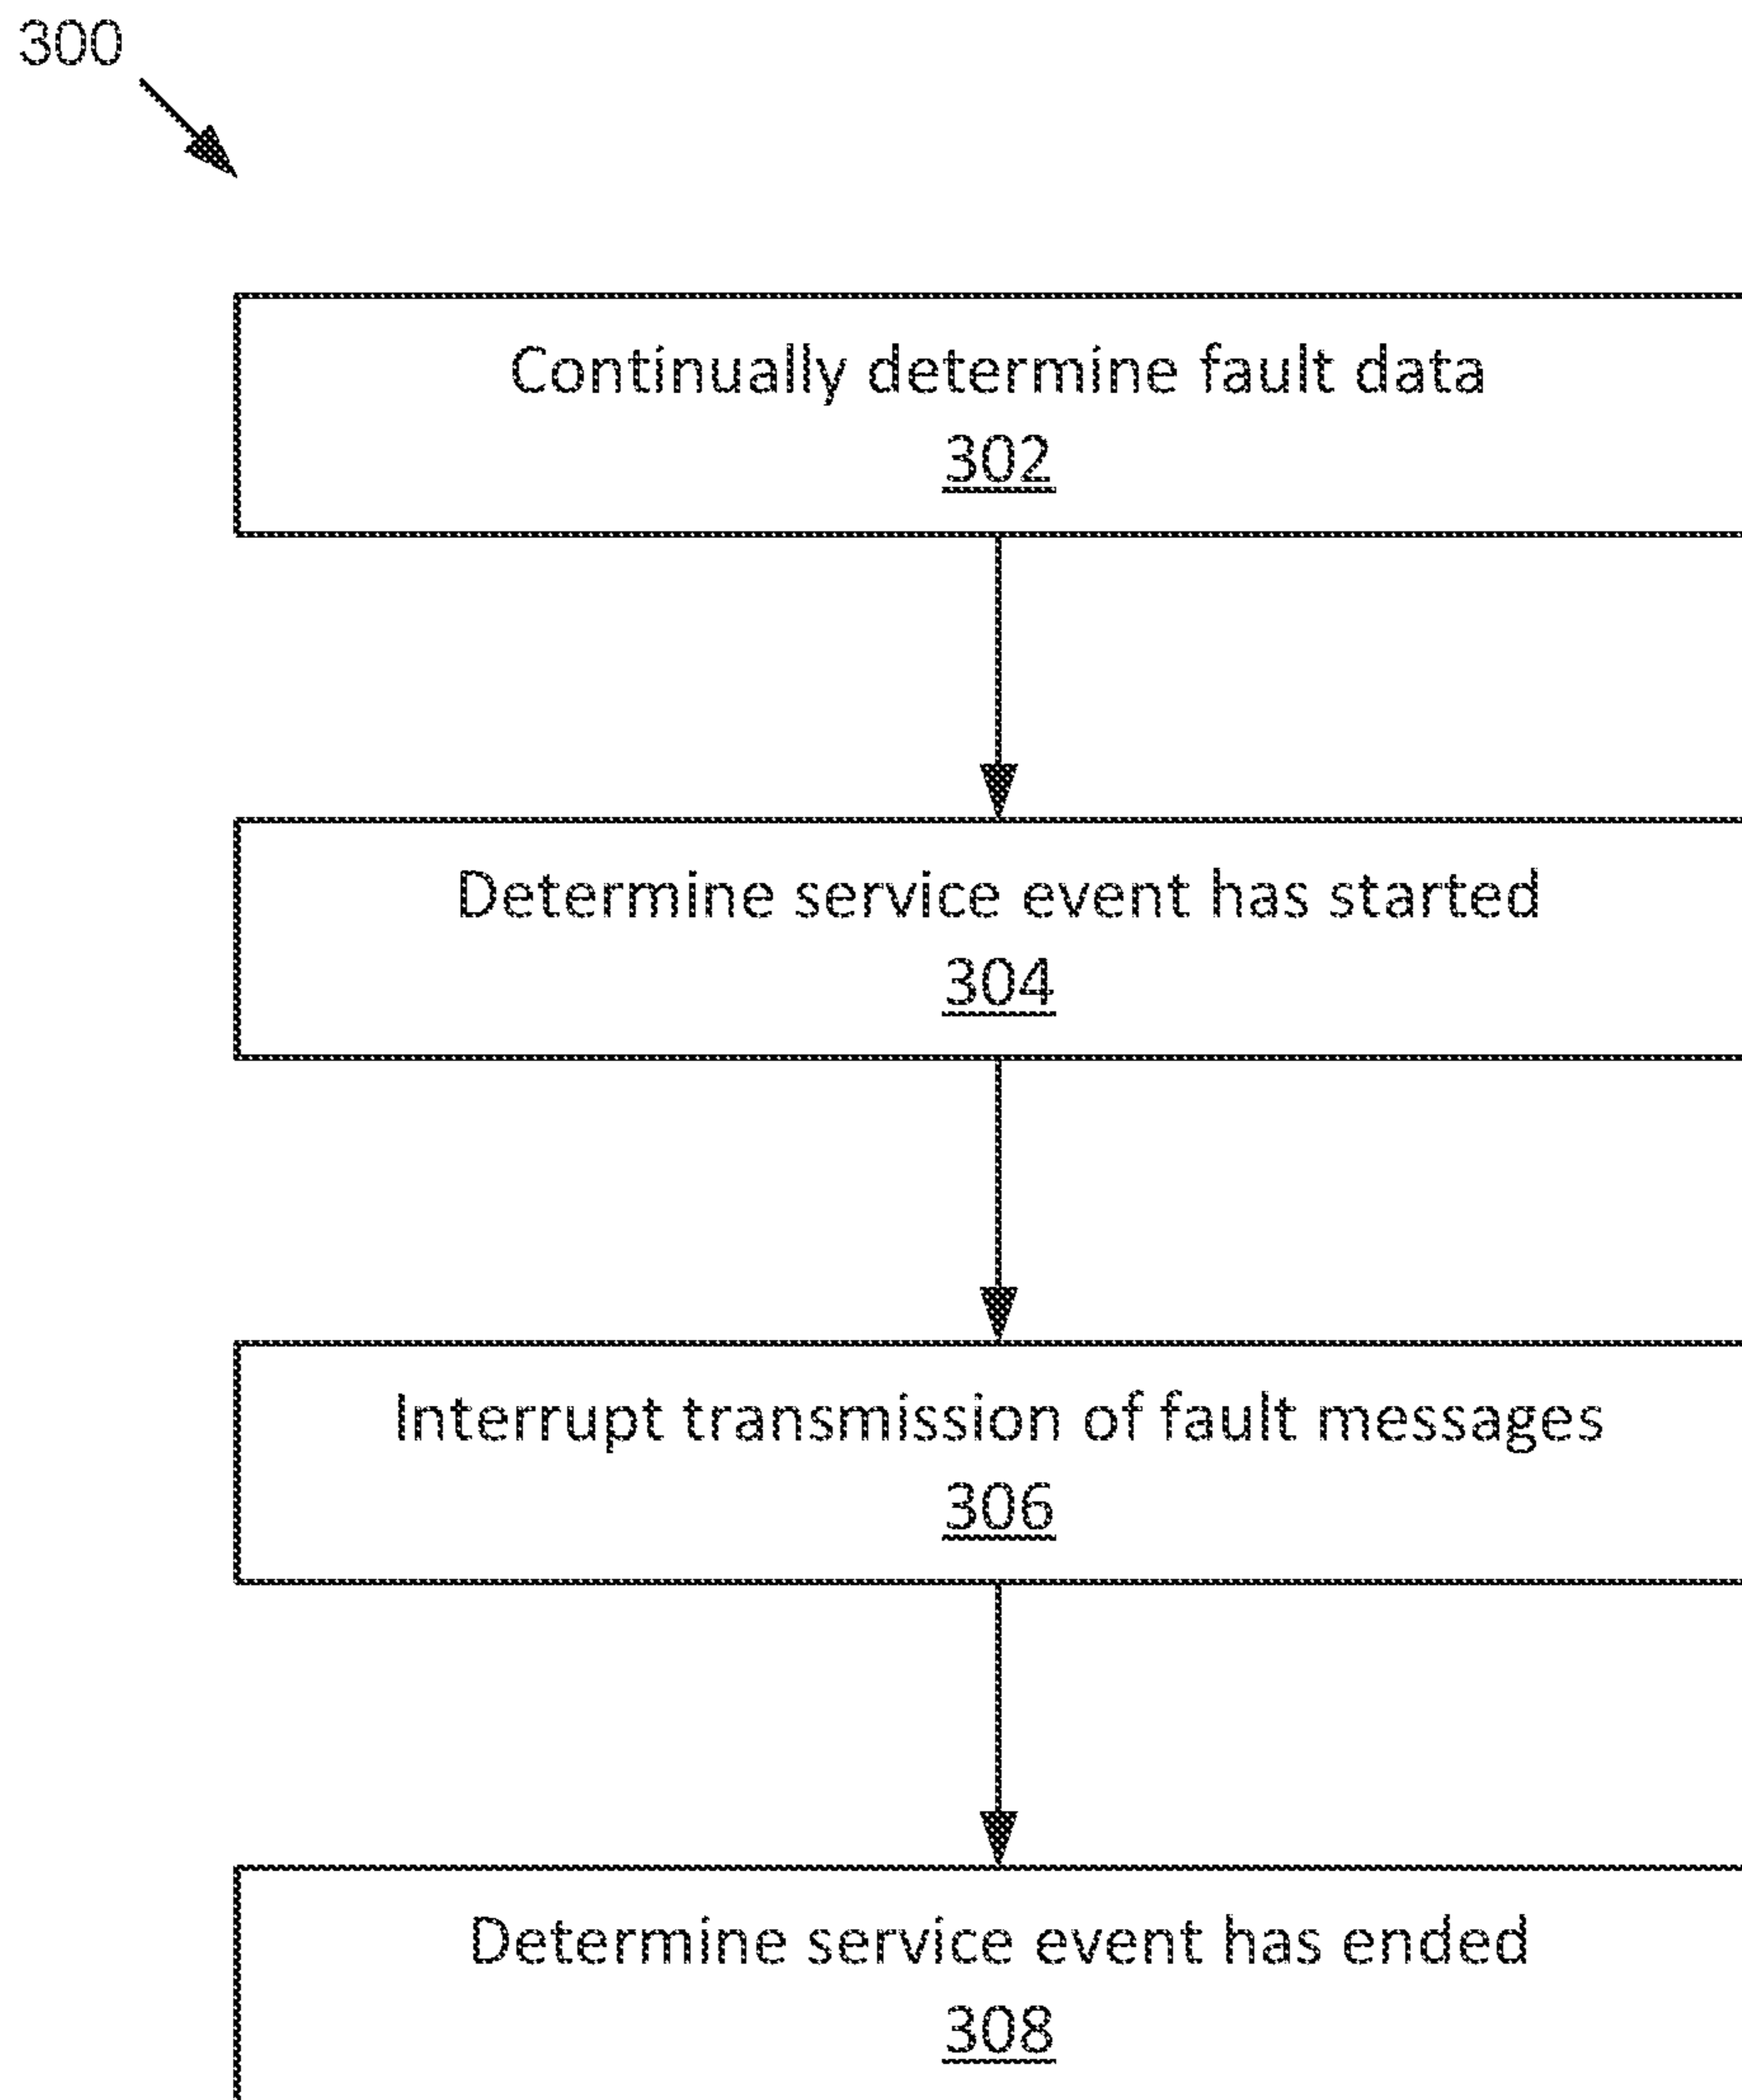 300
Continually determine fault data
302
Determine service event has started
304
Interrupt transmission of fault messages
306
Determine service event has ended
308